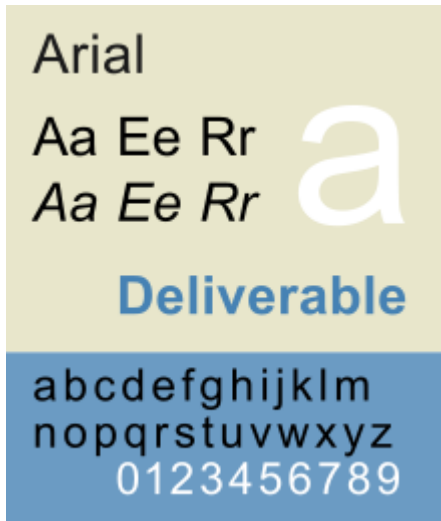 Arial
Aa Ee Rr
a
Aa Ee Rr
Deliverable
abcdefghijklm
nopqrstuvwxyz
0123456789